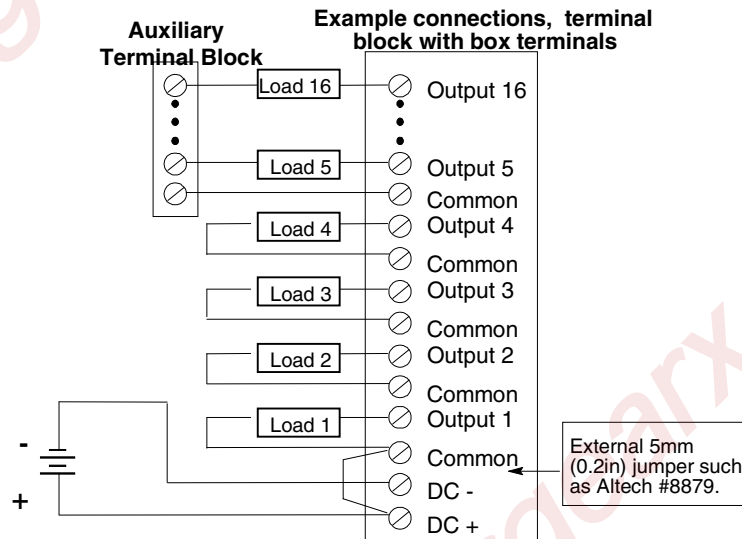 Auxiliary
Terminal Block
Example connections, terminal
block with box terminals
Load 16
Output 16
Load 5
Output 5
Common
Load 4
Output 4
Common
Load 3
Output 3
Common
Load 2
Output 2
Common
Load 1
Output 1
Common
DC -
DC +
-
+
External 5mm
(0.2in) jumper such
as Altech #8879.